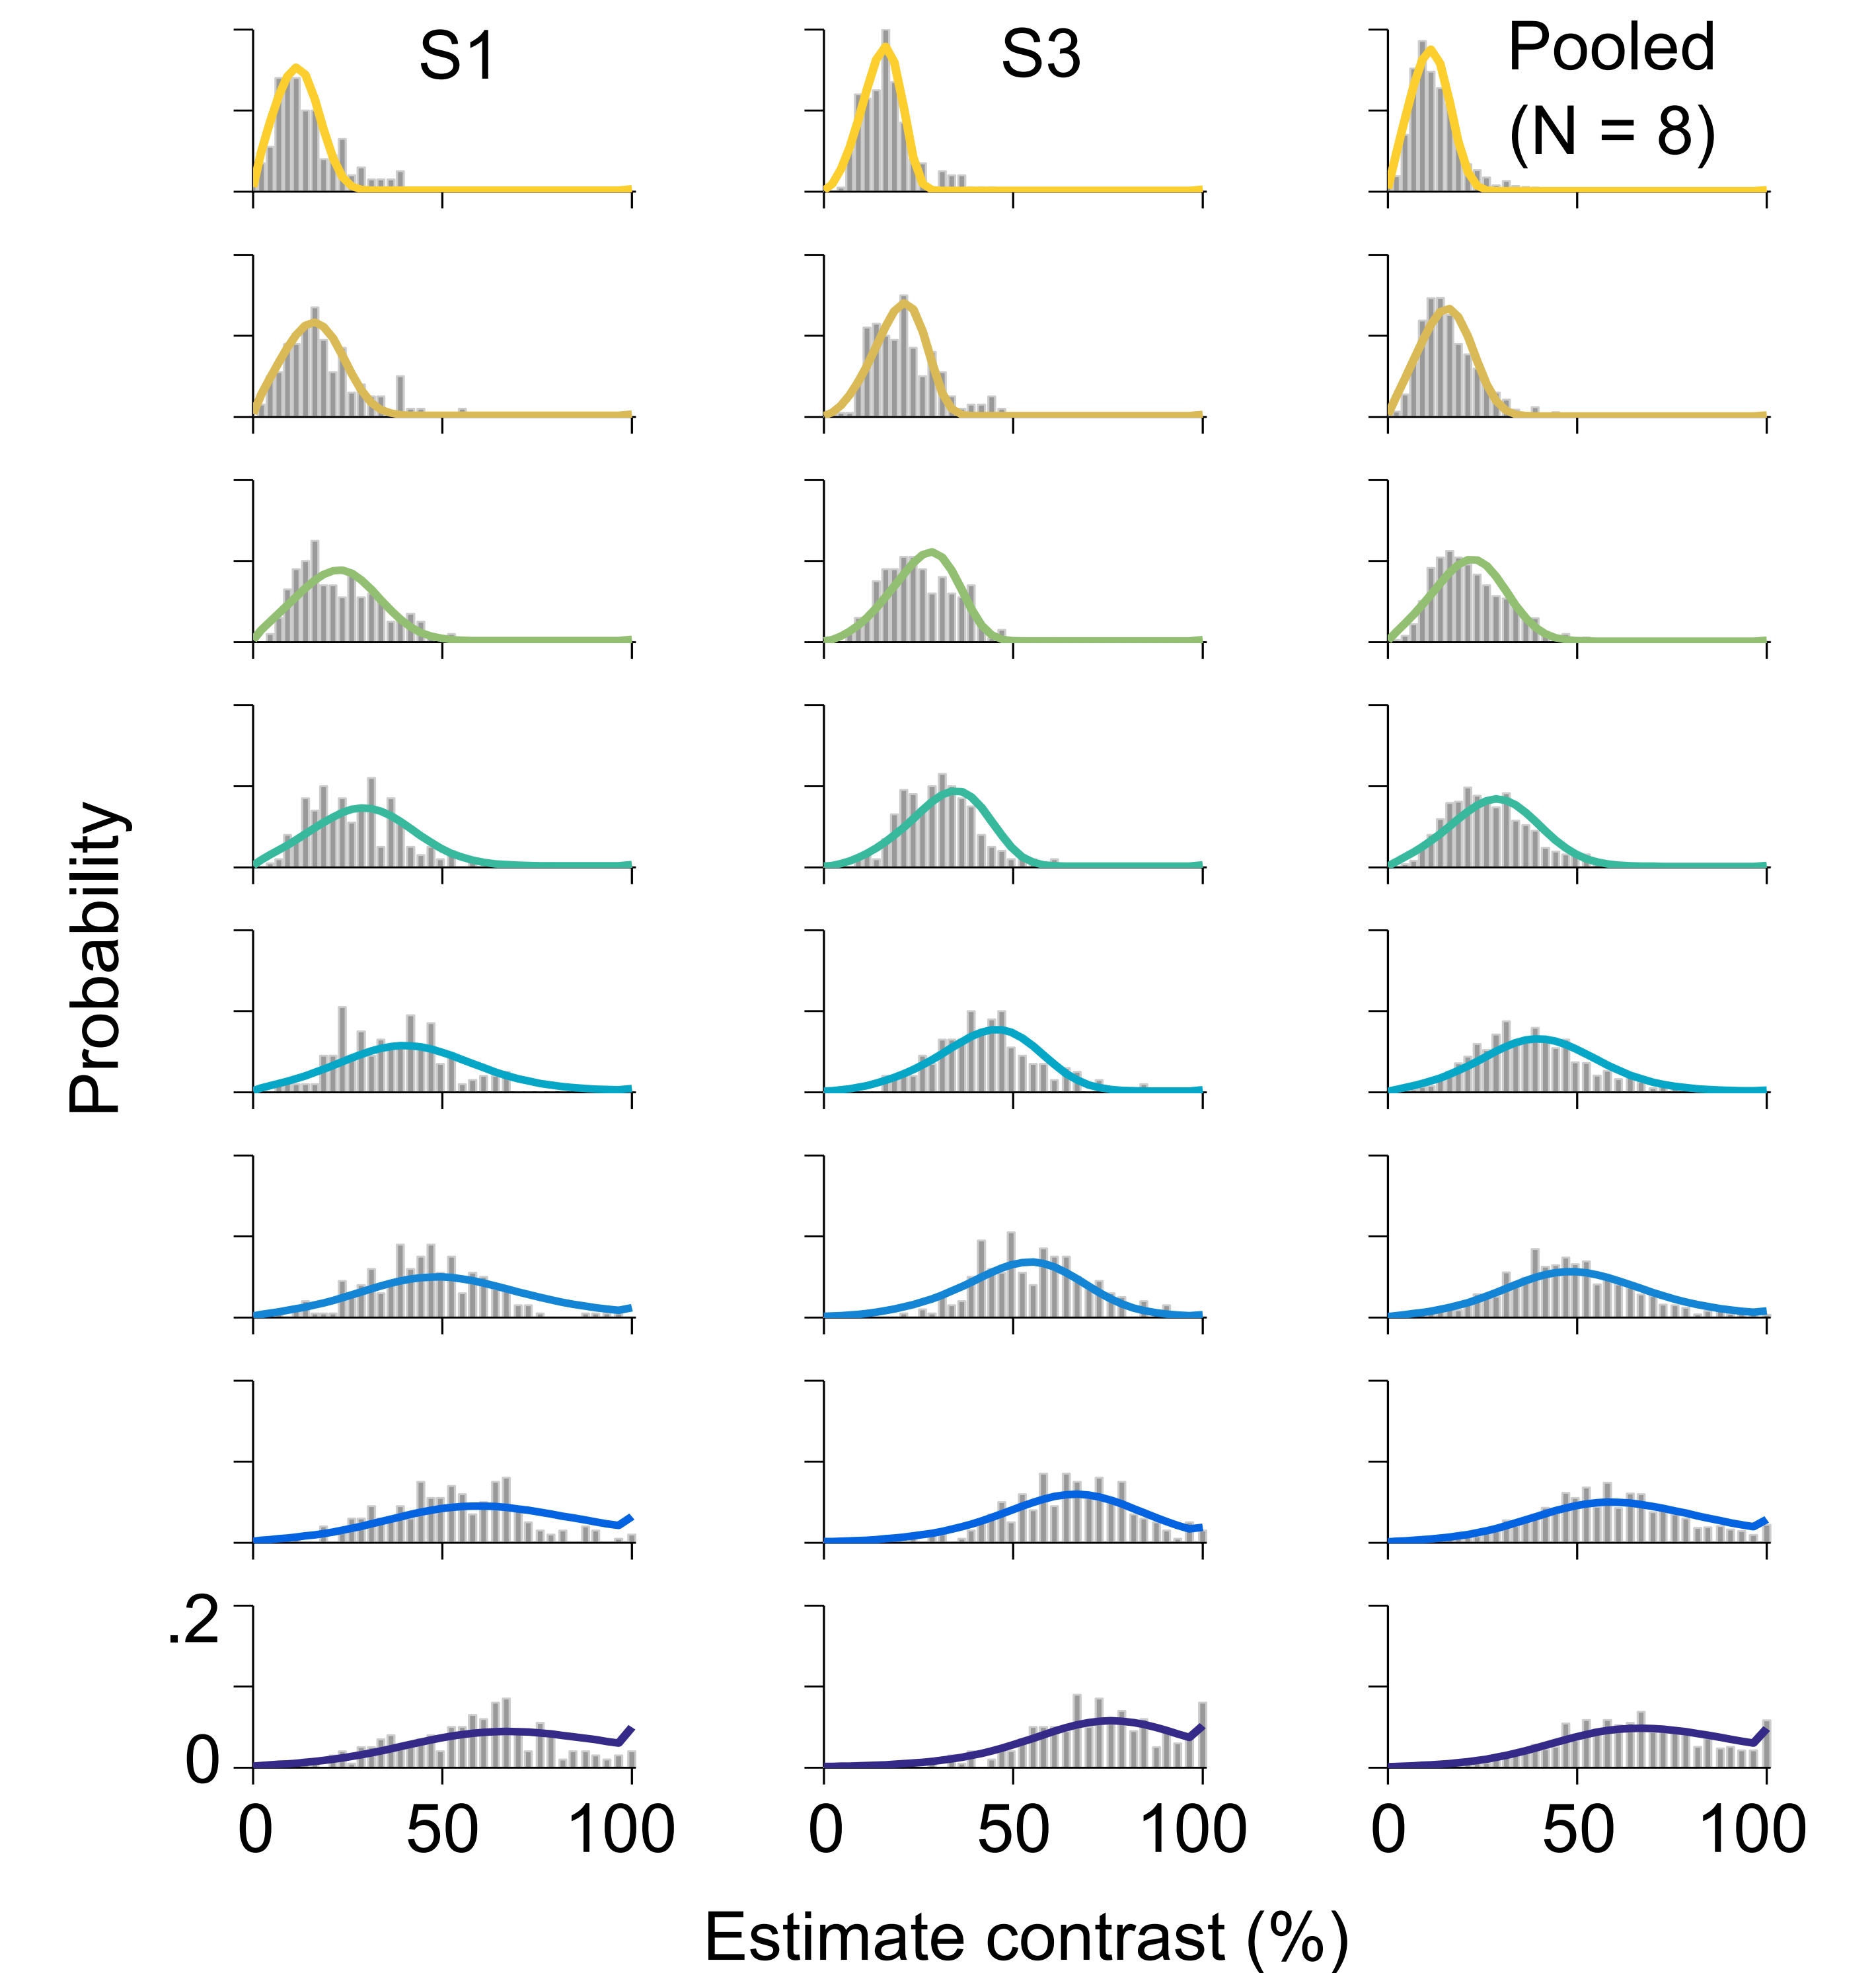 S1
S3
Pooled
(N = 8)
Probability
.2
0
0 50 100
0 50 100
0 50 100
Estimate contrast (%)